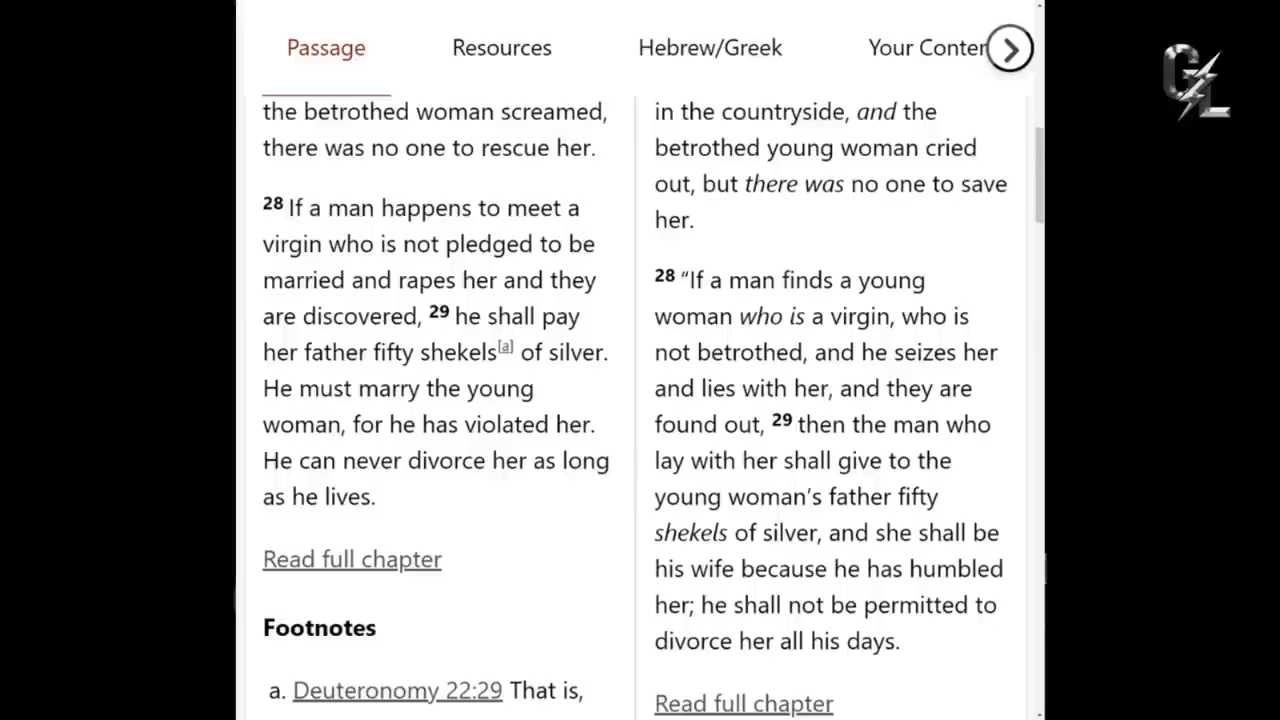 Passage
Resources
Hebrew/Greek
Your Conter
the betrothed woman screamed,
there was no one to rescue her.
28 If a man happens to meet a
virgin who is not pledged to be
married and rapes her and they
are discovered, 29 he shall pay
her father fifty shekels[a] of silver.
He must marry the young
woman, for he has violated her.
He can never divorce her as long
as he lives.
Read full chapter
Footnotes
a. Deuteronomy 22:29 That is,
in the countryside, and the
betrothed young woman cried
out, but there was no one to save
her.
28 “If a man finds a young
woman who is a virgin, who is
not betrothed, and he seizes her
and lies with her, and they are
found out, 29 then the man who
lay with her shall give to the
young woman’s father fifty
shekels of silver, and she shall be
his wife because he has humbled
her; he shall not be permitted to
divorce her all his days.
Read full chapter
GL